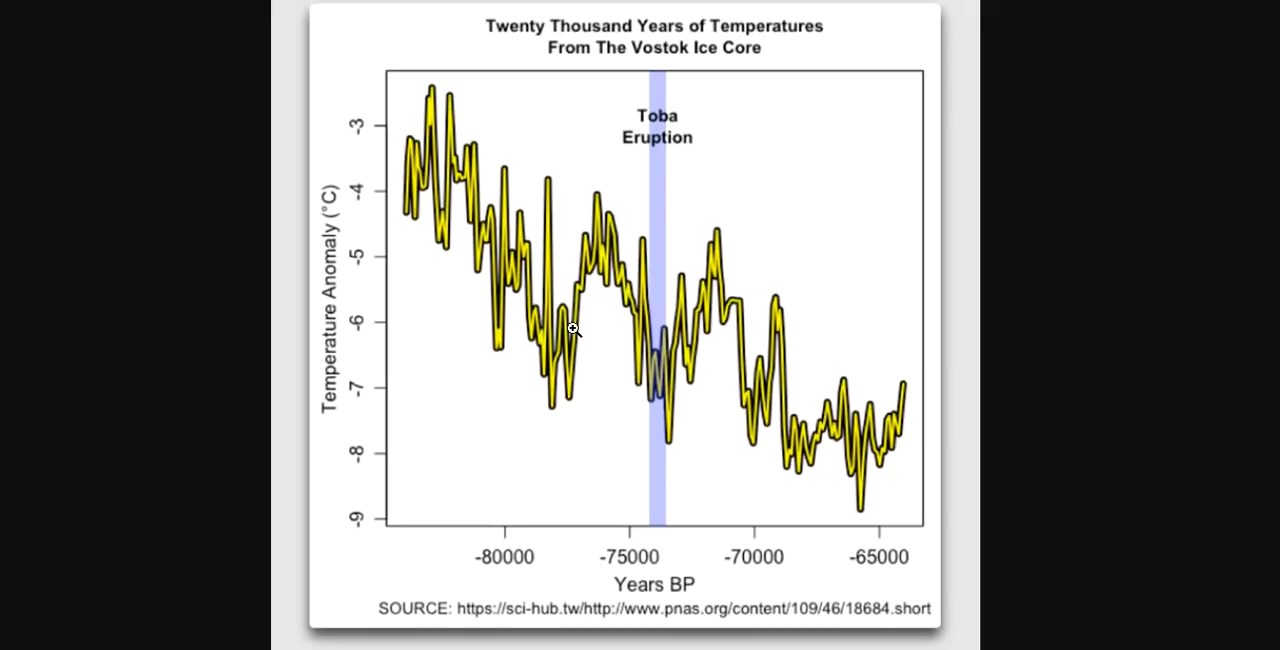 Twenty Thousand Years of Temperatures
From The Vostok Ice Core
Toba
Eruption
Temperature Anomaly (°C)
-3
-4
-5
-6
-7
-8
-9
-80000 -75000 -70000 -65000
Years BP
SOURCE: https://sci-hub.tw/http://www.pnas.org/content/109/46/18684.short